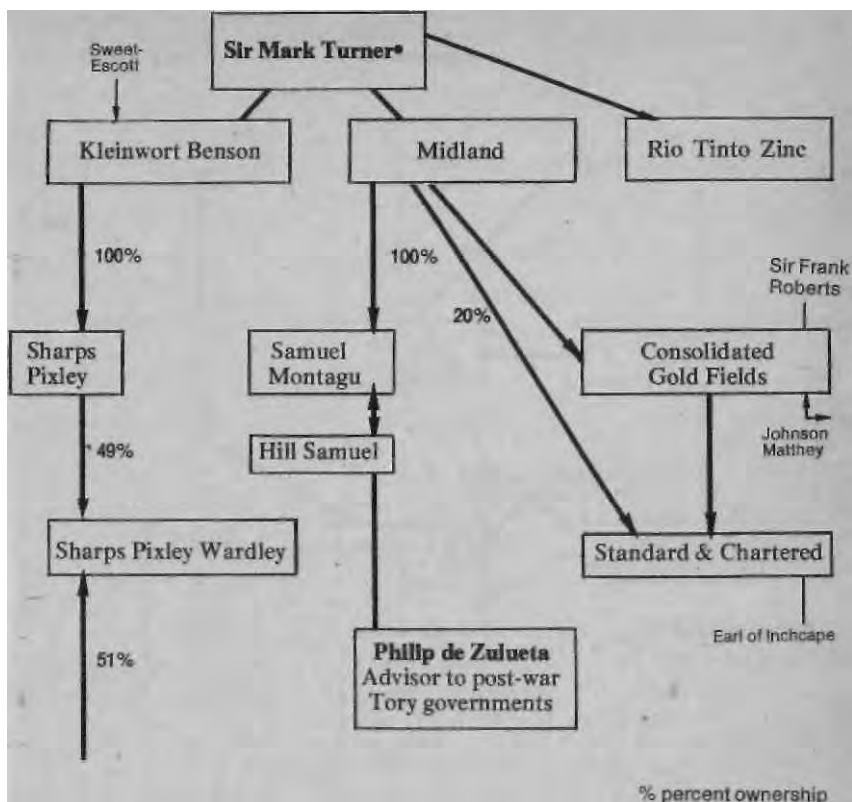 Sir Mark Turner•
Sweet-
Escott
Kleinwort Benson
Midland
Rio Tinto Zinc
100%
100%
20%
Sir Frank
Roberts
Sharps
Pixley
Samuel
Montagu
Consolidated
Gold Fields
49%
Hill Samuel
Johnson
Matthey
Sharps Pixley Wardley
Standard & Chartered
51%
Earl of Inchcape
Philip de Zulueta
Advisor to post-war
Tory governments
% percent ownership